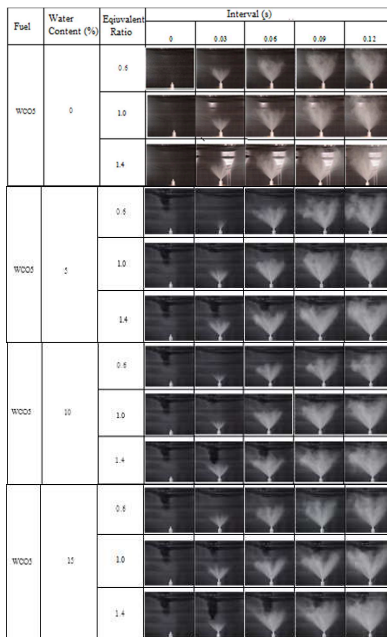 Fuel Water Content (%) Eqiuvalent Ratio Interval (s)
0 0.03 0.06 0.09 0.12
WCO5 0 0.6
1.0
1.4
WCO5 5 0.6
1.0
1.4
WCO5 10 0.6
1.0
1.4
WCO5 15 0.6
1.0
1.4